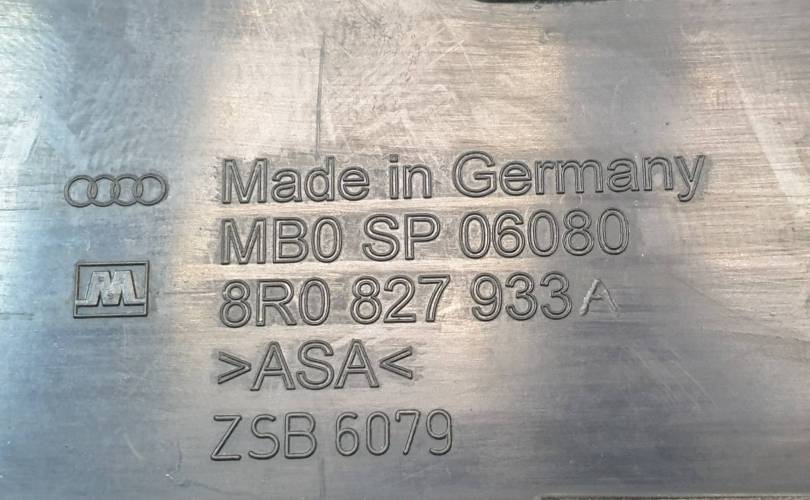 Made in Germany
MB0 SP 06080
8R0 827 933 A
>ASA<
ZSB 6079